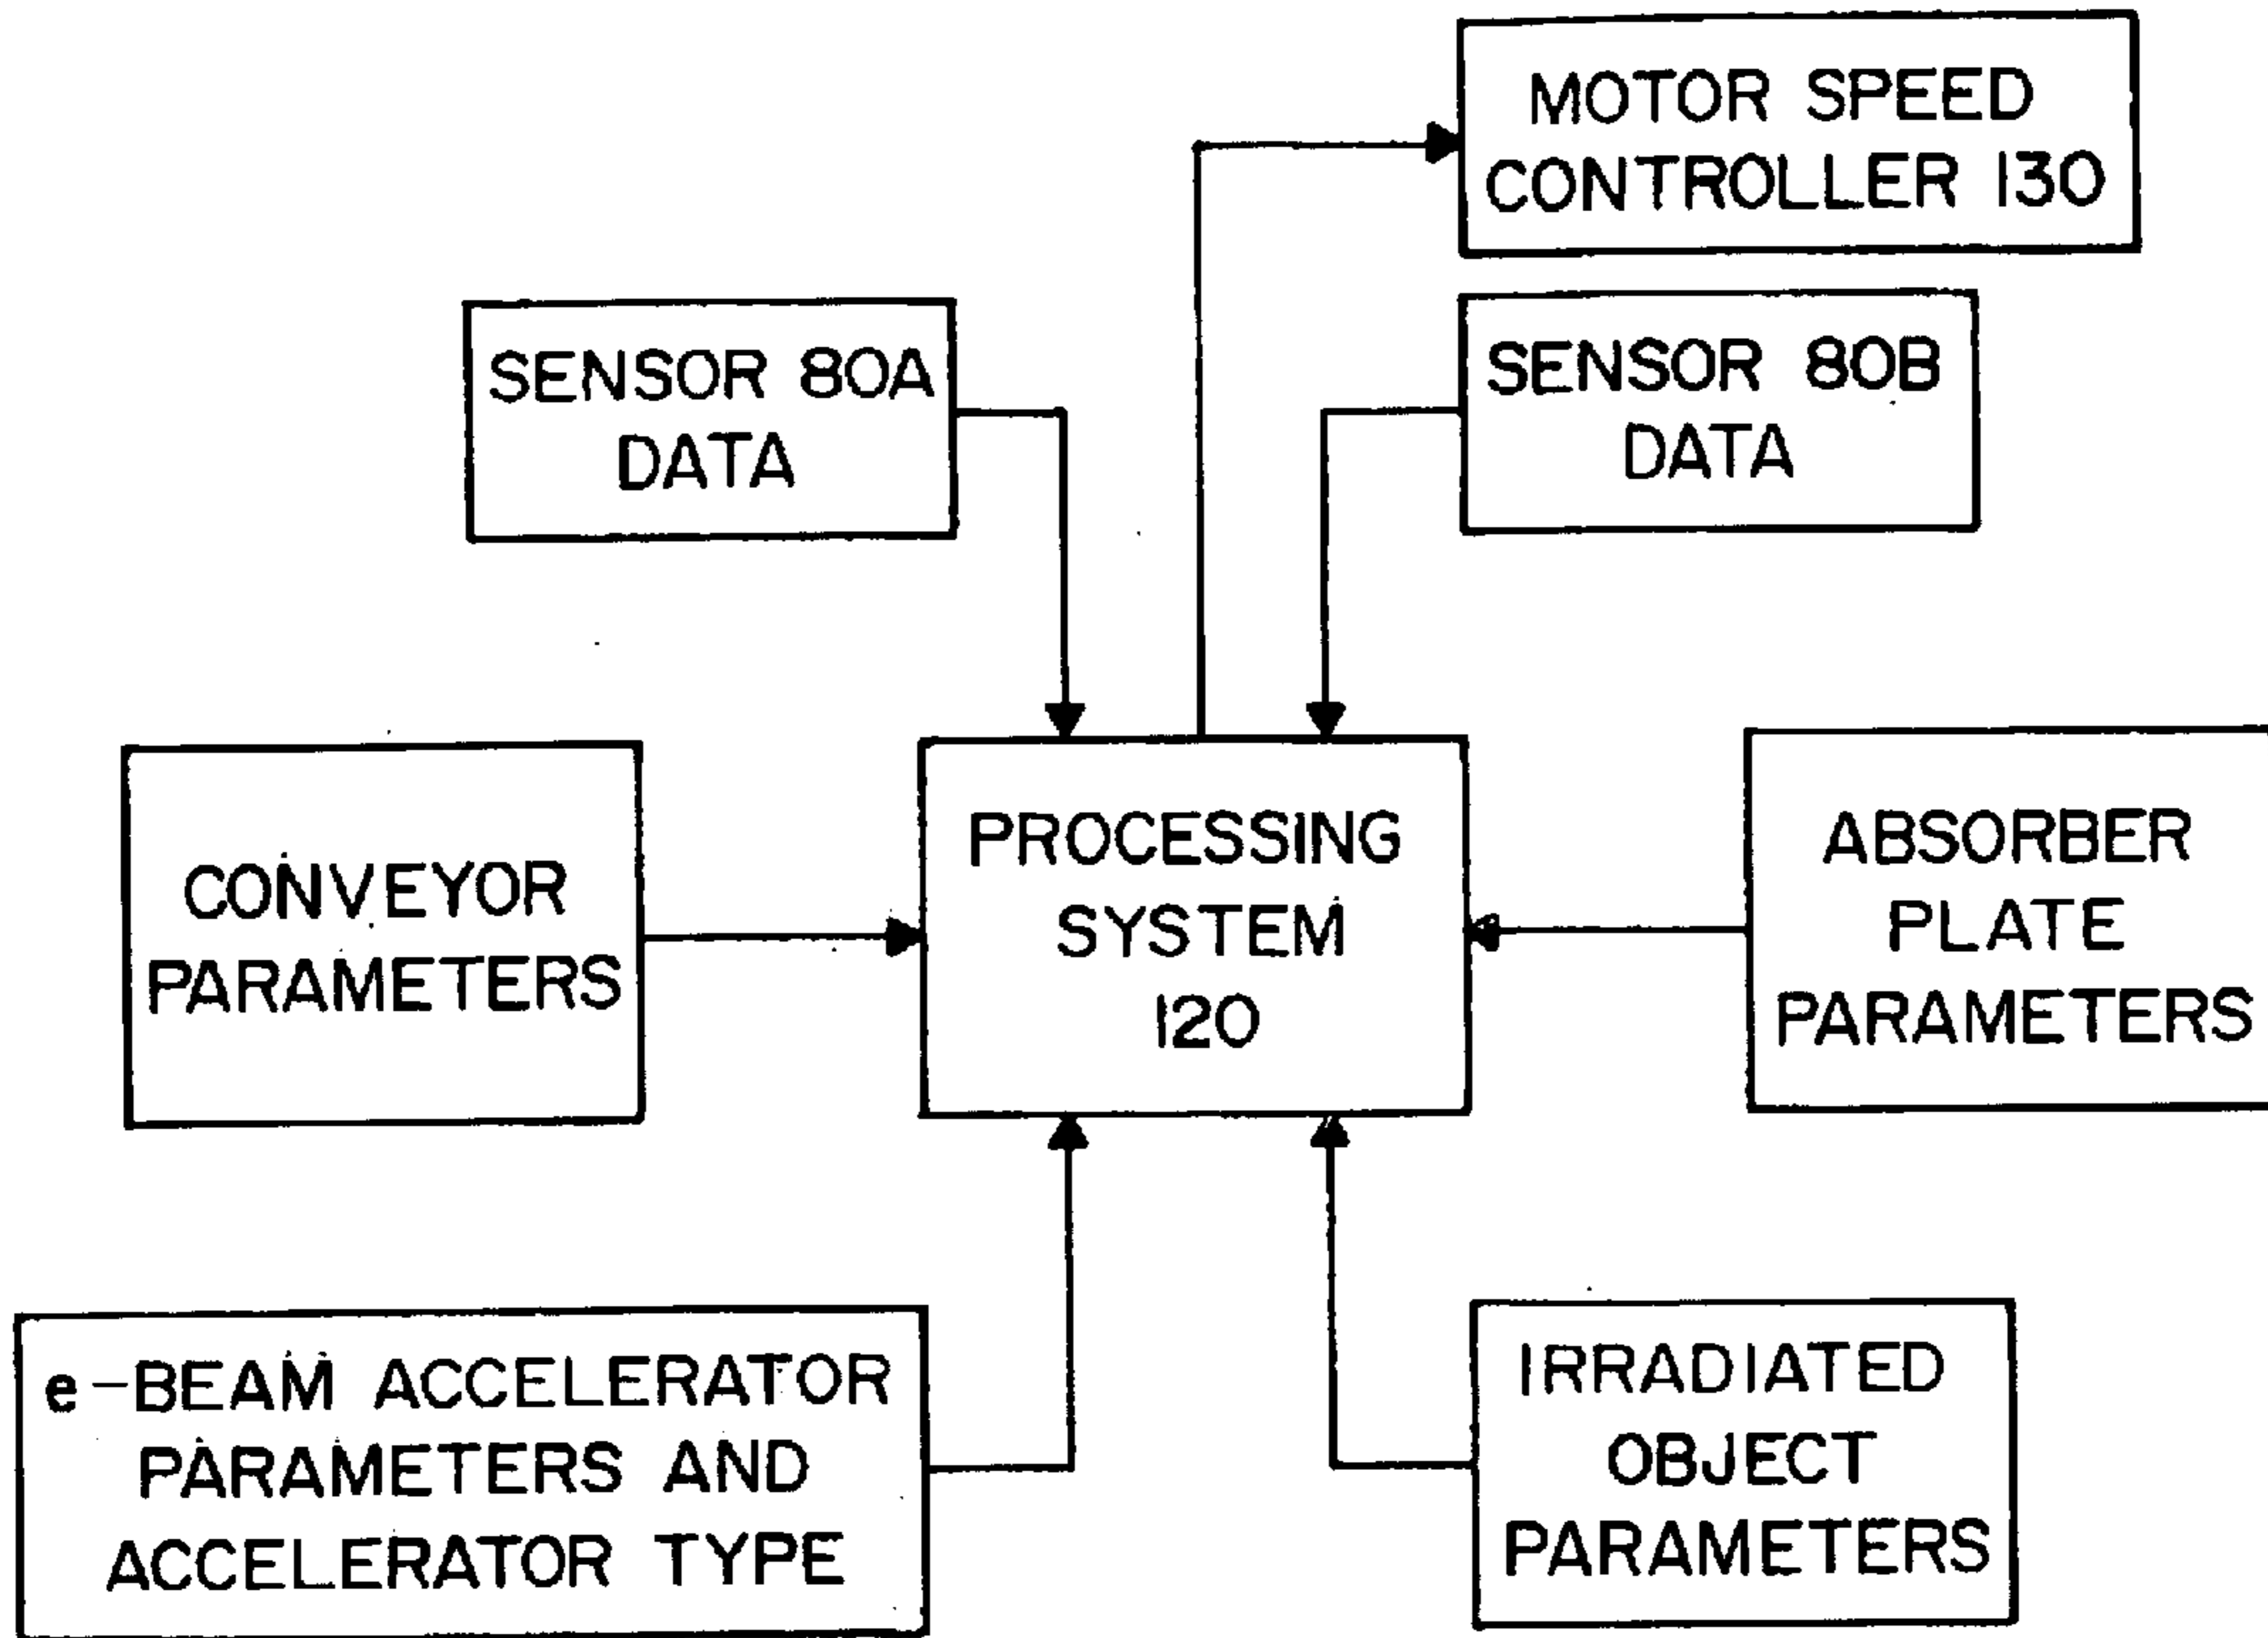 MOTOR SPEED
CONTROLLER 130
SENSOR 80A
DATA
SENSOR 80B
DATA
CONVEYOR
PARAMETERS
PROCESSING
SYSTEM
120
ABSORBER
PLATE
PARAMETERS
e-BEAM ACCELERATOR
PARAMETERS AND
ACCELERATOR TYPE
IRRADIATED
OBJECT
PARAMETERS